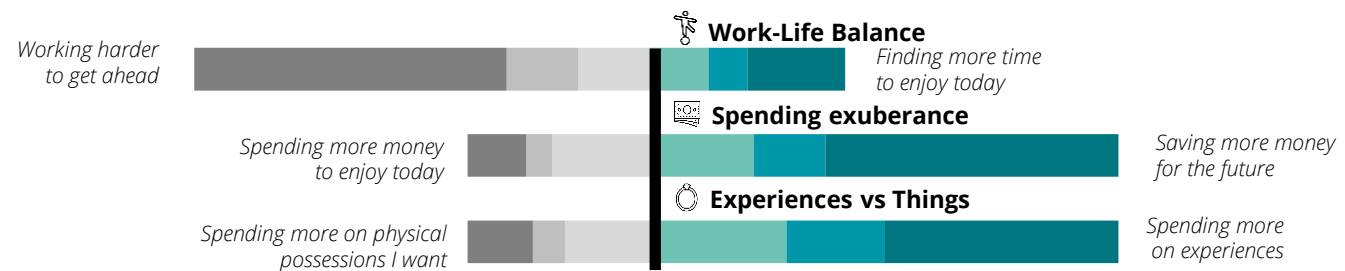 Work-Life Balance
Working harder
to get ahead
Finding more time
to enjoy today
Spending exuberance
Spending more money
to enjoy today
Saving more money
for the future
Experiences vs Things
Spending more on physical
possessions I want
Spending more
on experiences